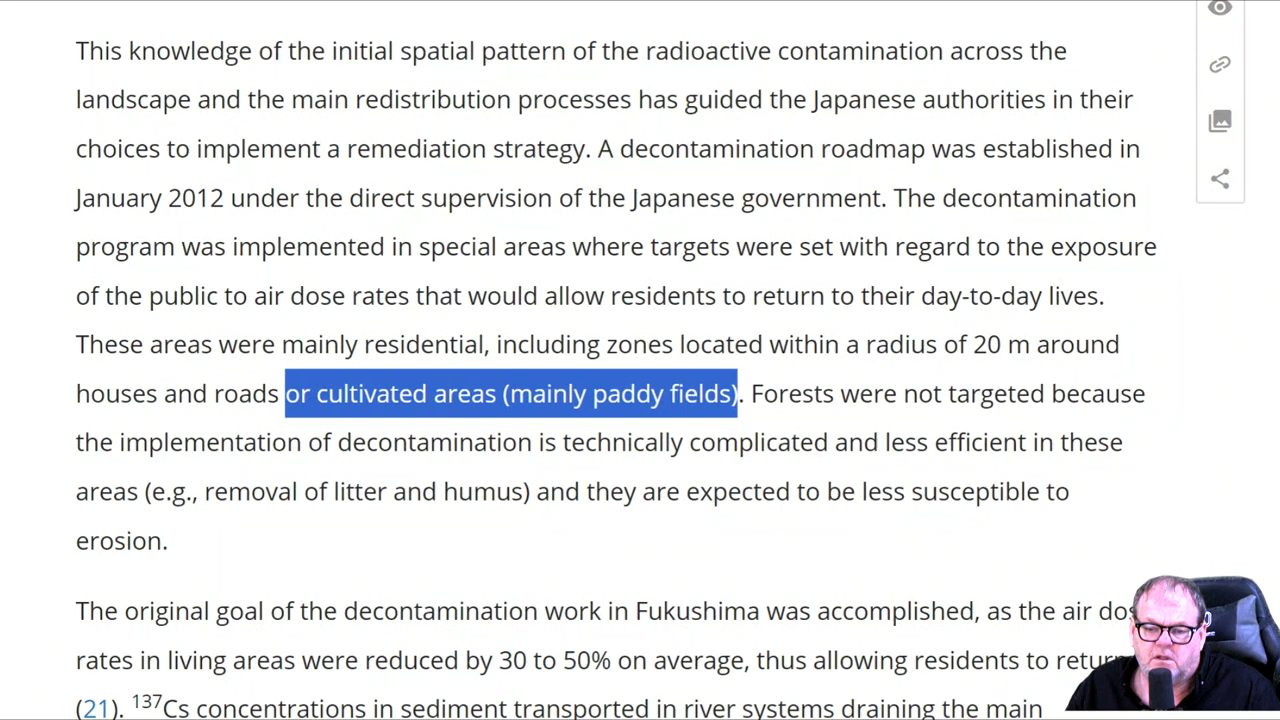 This knowledge of the initial spatial pattern of the radioactive contamination across the
landscape and the main redistribution processes has guided the Japanese authorities in their
choices to implement a remediation strategy. A decontamination roadmap was established in
January 2012 under the direct supervision of the Japanese government. The decontamination
program was implemented in special areas where targets were set with regard to the exposure
of the public to air dose rates that would allow residents to return to their day-to-day lives.
These areas were mainly residential, including zones located within a radius of 20 m around
houses and roads or cultivated areas (mainly paddy fields). Forests were not targeted because
the implementation of decontamination is technically complicated and less efficient in these
areas (e.g., removal of litter and humus) and they are expected to be less susceptible to
erosion.
The original goal of the decontamination work in Fukushima was accomplished, as the air dos
rates in living areas were reduced by 30 to 50% on average, thus allowing residents to retur
(21). ¹³⁷Cs concentrations in sediment transported in river systems draining the main